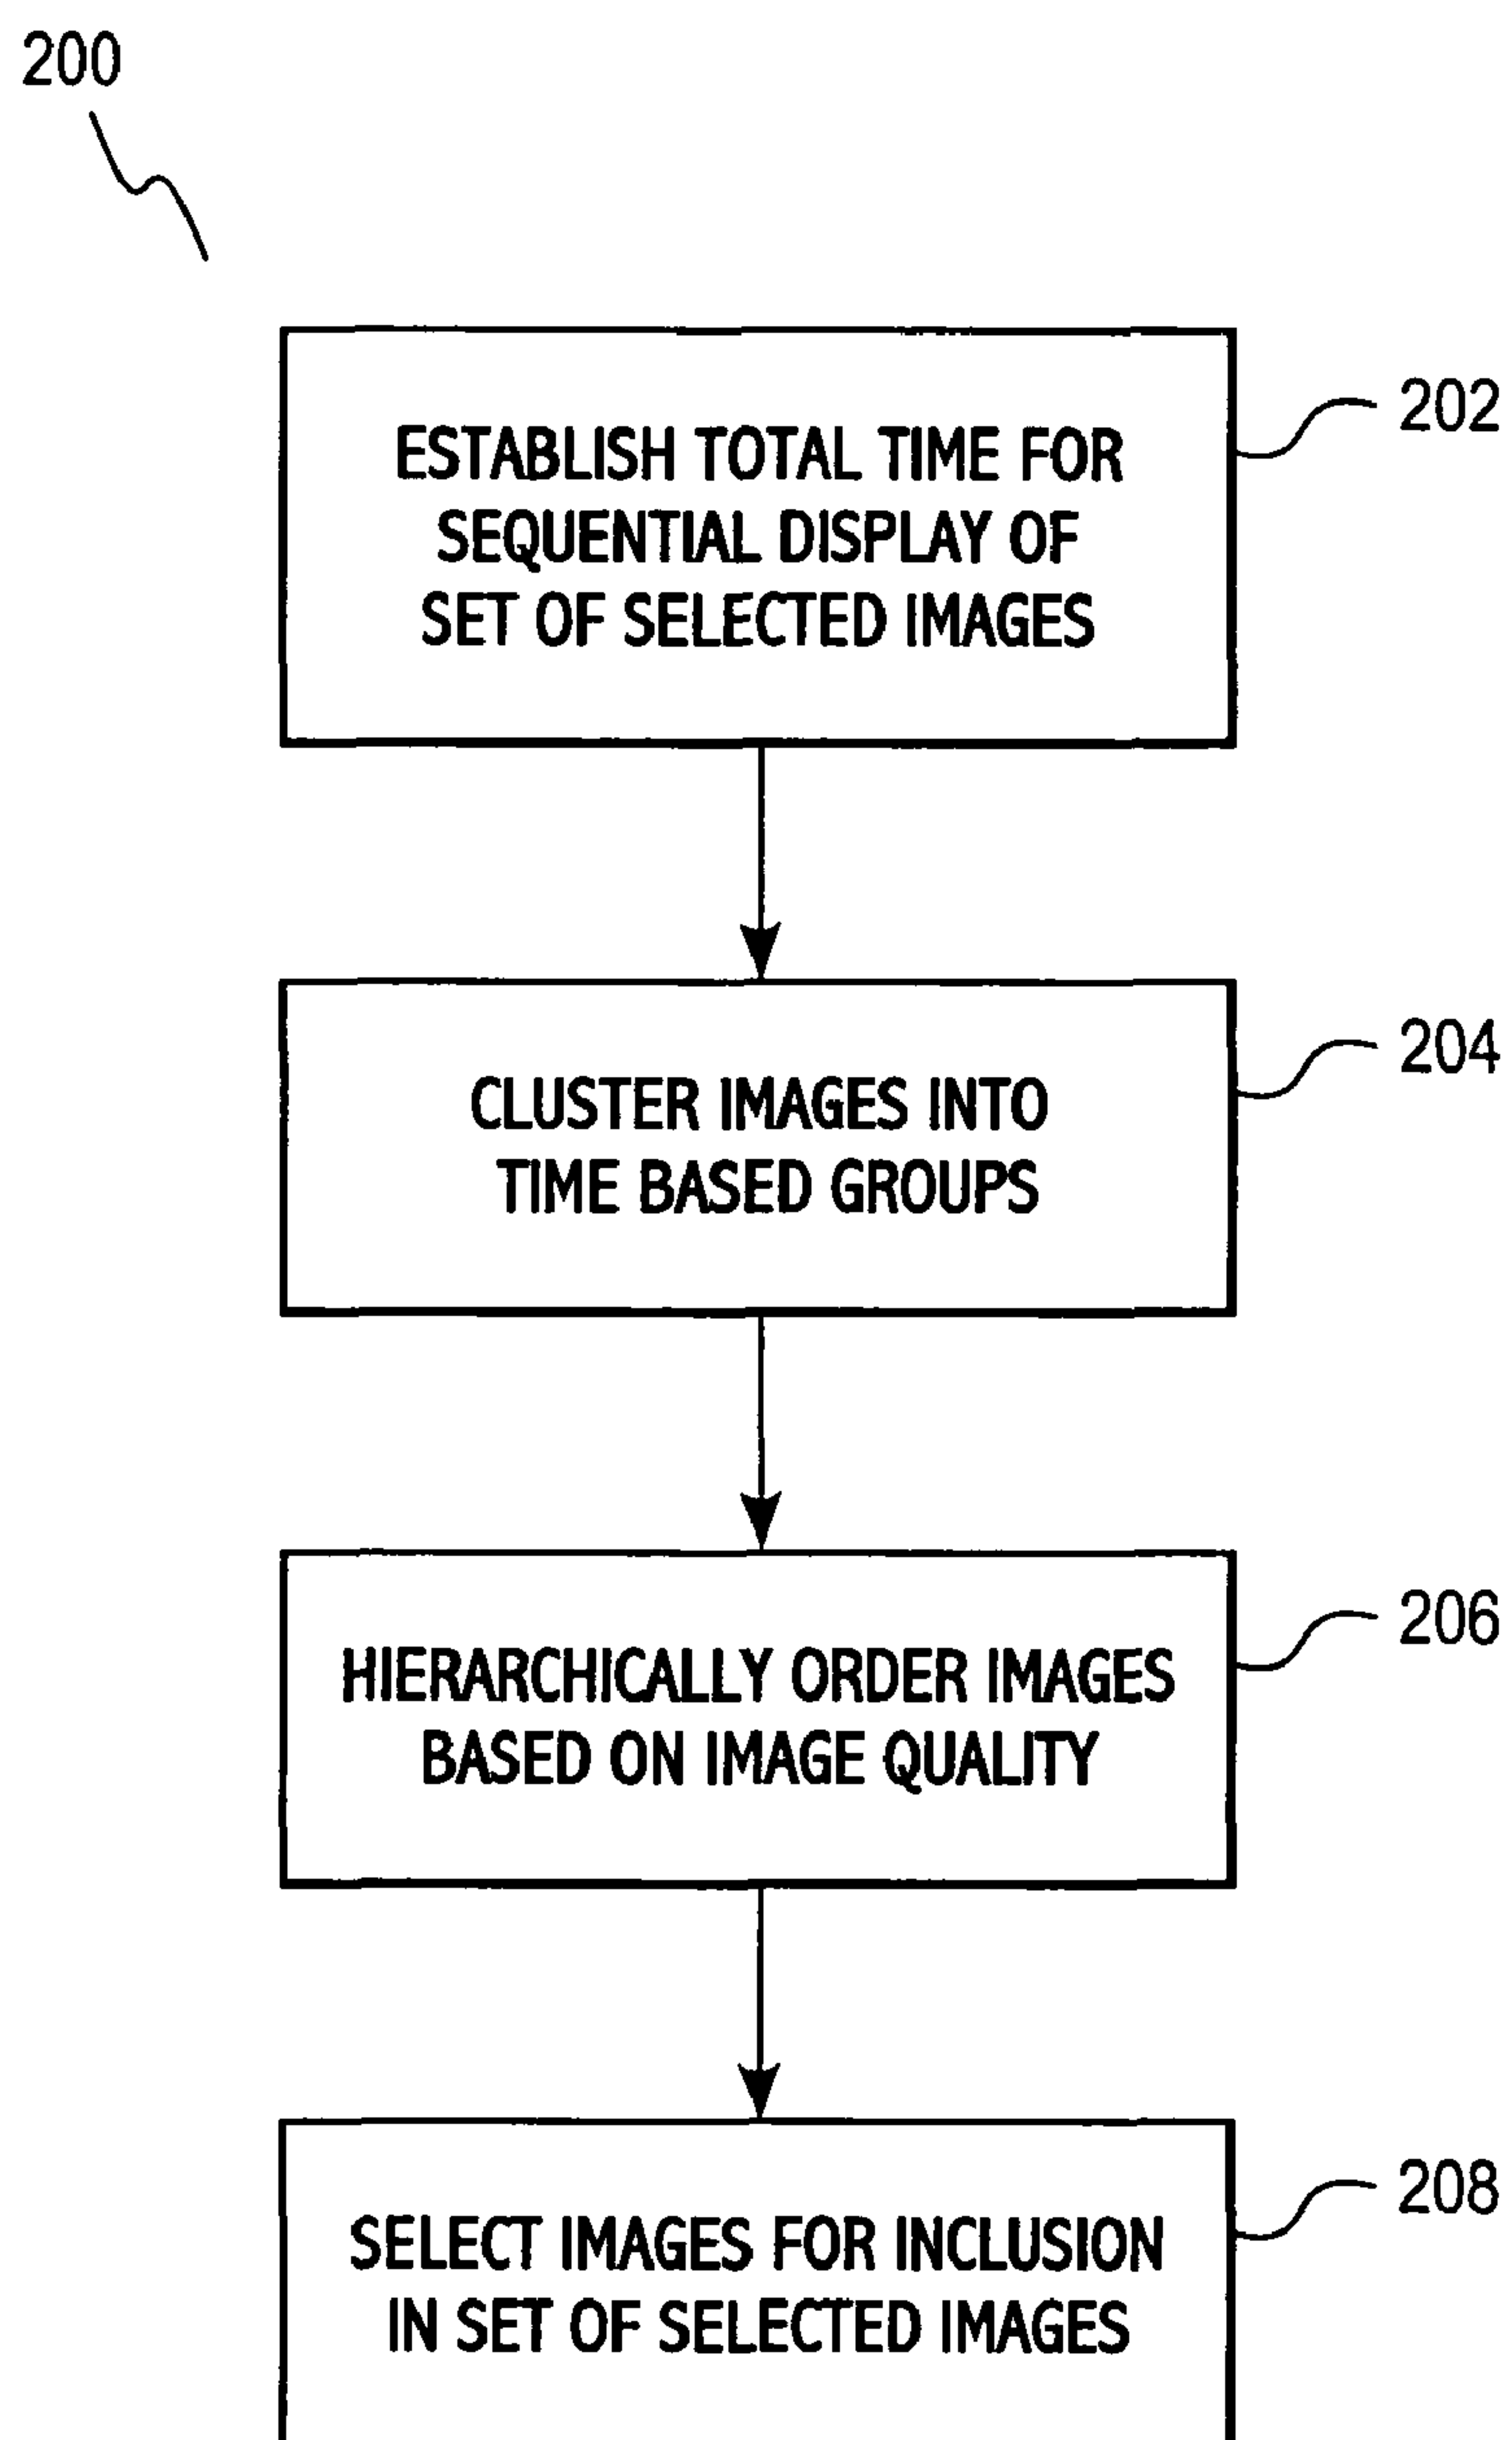 200
ESTABLISH TOTAL TIME FOR
SEQUENTIAL DISPLAY OF
SET OF SELECTED IMAGES
202
CLUSTER IMAGES INTO
TIME BASED GROUPS
204
HIERARCHICALLY ORDER IMAGES
BASED ON IMAGE QUALITY
206
SELECT IMAGES FOR INCLUSION
IN SET OF SELECTED IMAGES
208